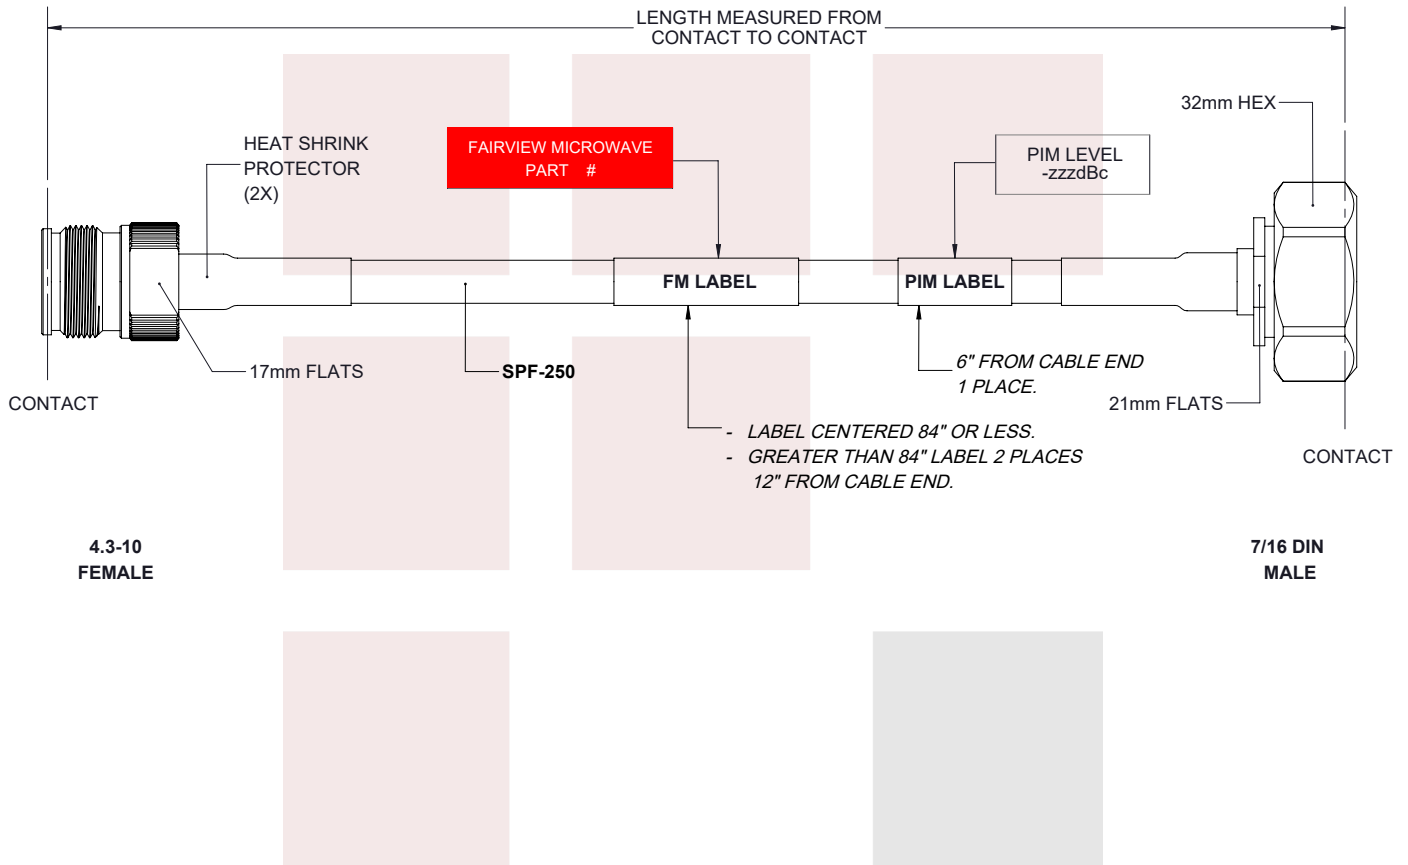 LENGTH MEASURED FROM
CONTACT TO CONTACT
32mm HEX
HEAT SHRINK
PROTECTOR
(2X)
FAIRVIEW MICROWAVE
PART #
PIM LEVEL
-zzzdBc
FM LABEL
PIM LABEL
17mm FLATS
SPF-250
6" FROM CABLE END
1 PLACE.
21mm FLATS
CONTACT
- LABEL CENTERED 84" OR LESS.
- GREATER THAN 84" LABEL 2 PLACES
12" FROM CABLE END.
CONTACT
4.3-10
FEMALE
7/16 DIN
MALE